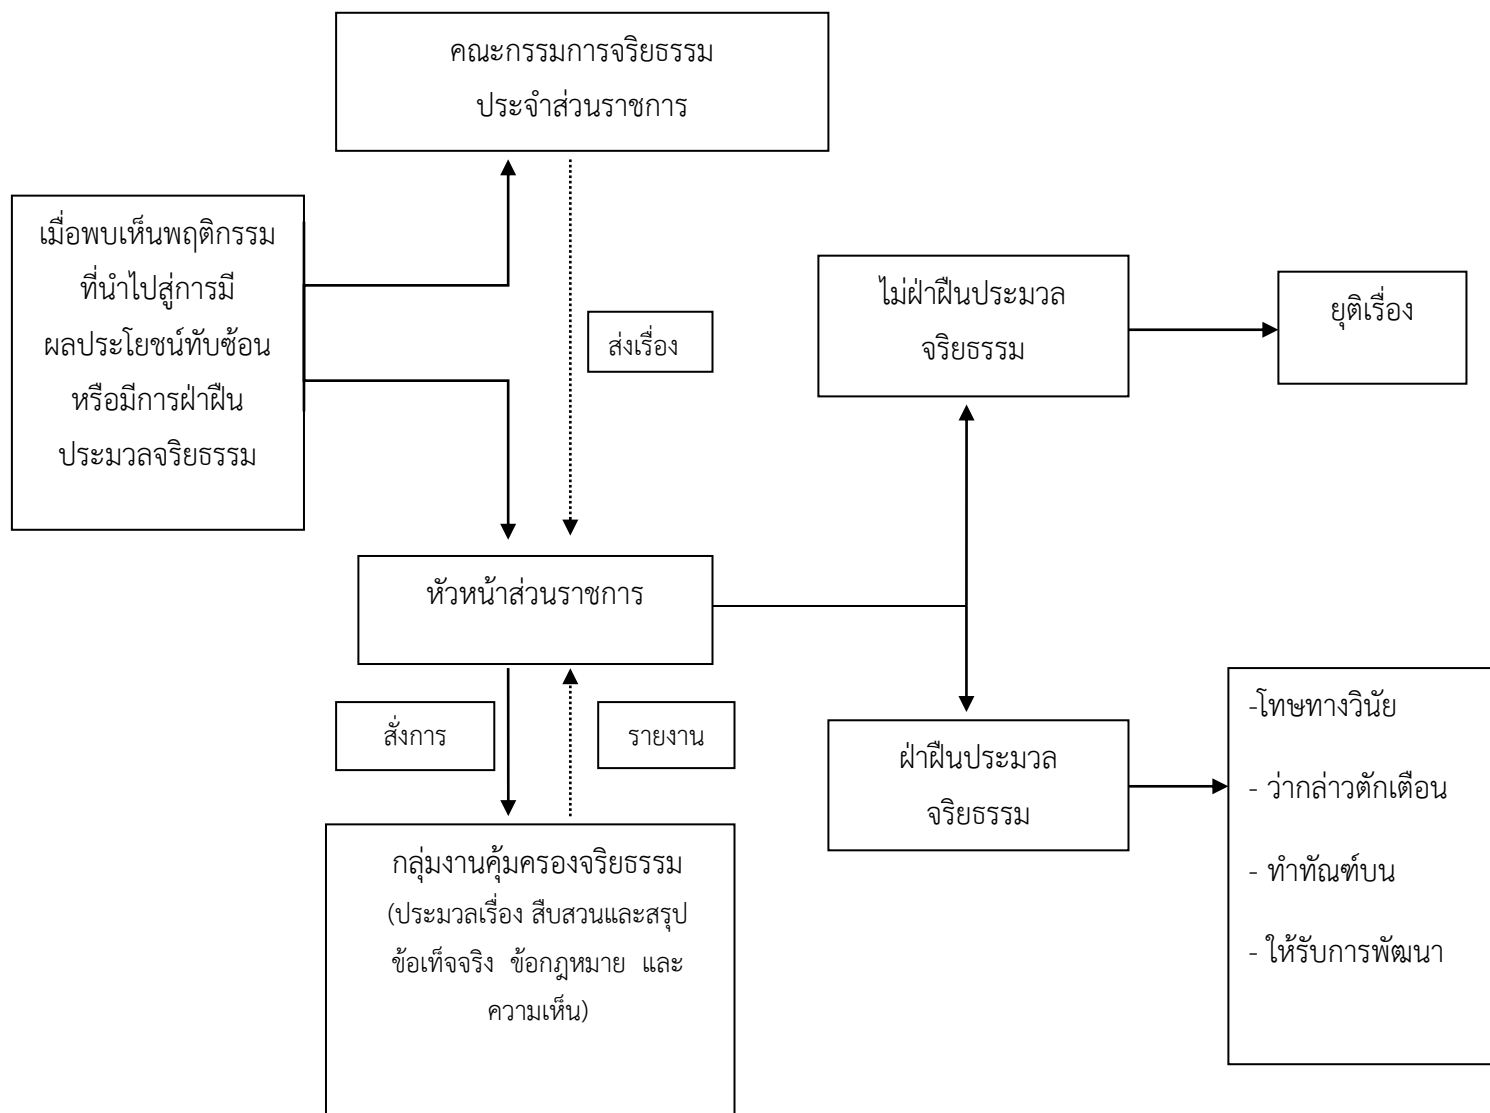 คณะกรรมการจริยธรรม
ประจำส่วนราชการ
เมื่อพบเห็นพฤติกรรม
ที่นำไปสู่การมี
ผลประโยชน์ทับซ้อน
หรือมีการฝ่าฝืน
ประมวลจริยธรรม
ส่งเรื่อง
ไม่ฝ่าฝืนประมวล
จริยธรรม
ยุติเรื่อง
หัวหน้าส่วนราชการ
สั่งการ
รายงาน
กลุ่มงานคุ้มครองจริยธรรม
(ประมวลเรื่อง สืบสวนและสรุป
ข้อเท็จจริง ข้อกฎหมาย และ
ความเห็น)
ฝ่าฝืนประมวล
จริยธรรม
-โทษทางวินัย
- ว่ากล่าวตักเตือน
- ทำทัณฑ์บน
- ให้รับการพัฒนา